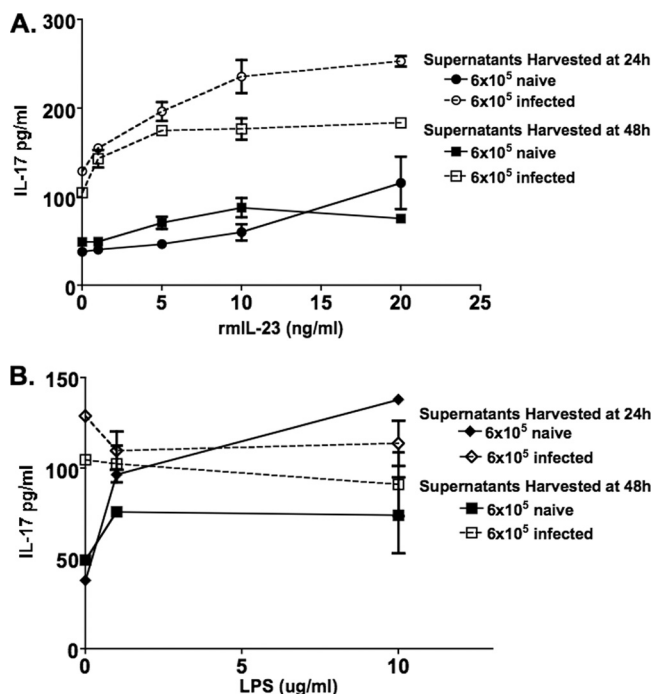 A.
300
200
100
0
IL-17 pg/ml
0 5 10 15 20 25
rmIL-23 (ng/ml)
Supernatants Harvested at 24h
6x10⁵ naive
6x10⁵ infected
Supernatants Harvested at 48h
6x10⁵ naive
6x10⁵ infected
B.
150
100
50
0
IL-17 pg/ml
0 5 10
LPS (ug/ml)
Supernatants Harvested at 24h
6x10⁵ naive
6x10⁵ infected
Supernatants Harvested at 48h
6x10⁵ naive
6x10⁵ infected